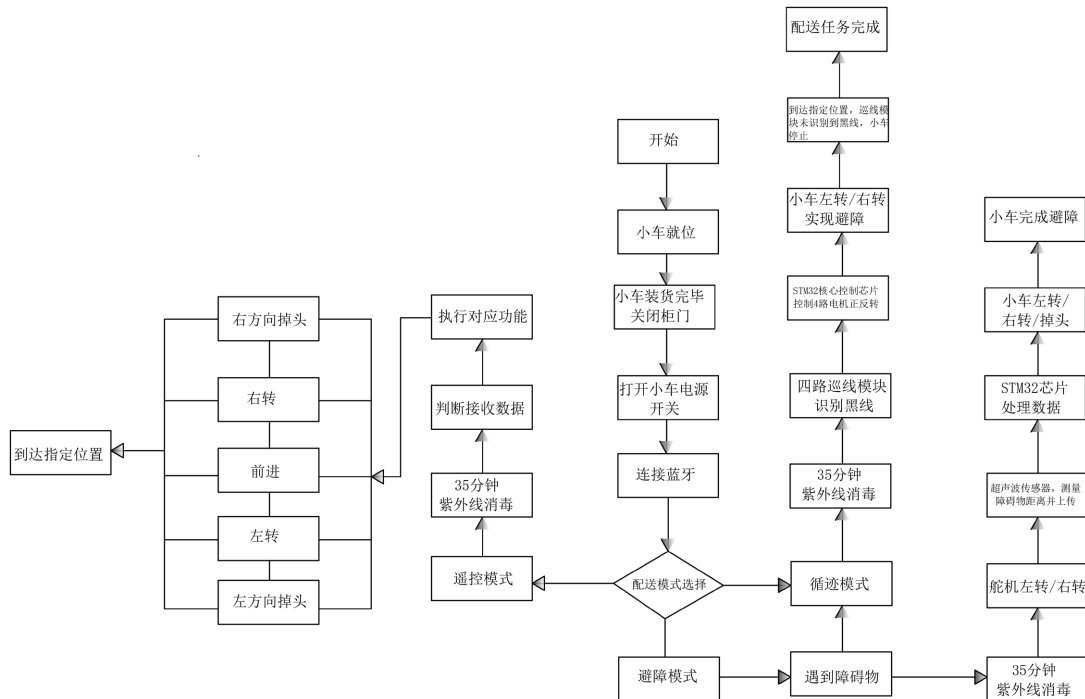 开始
小车就位
小车装货完毕
关闭柜门
打开小车电源
开关
连接蓝牙
配送模式选择
遥控模式
35分钟
紫外线消毒
判断接收数据
执行对应功能
右方向掉头
右转
前进
左转
左方向掉头
到达指定位置
循迹模式
35分钟
紫外线消毒
四路巡线模块
识别黑线
STM32核心控制芯片
控制4路电机正反转
小车左转/右转
实现避障
到达指定位置，巡线模
块未识别到黑线，小车
停止
配送任务完成
避障模式
遇到障碍物
35分钟
紫外线消毒
舵机左转/右转
超声波传感器，测量
障碍物距离并上传
STM32芯片
处理数据
小车左转/
右转/掉头
小车完成避障